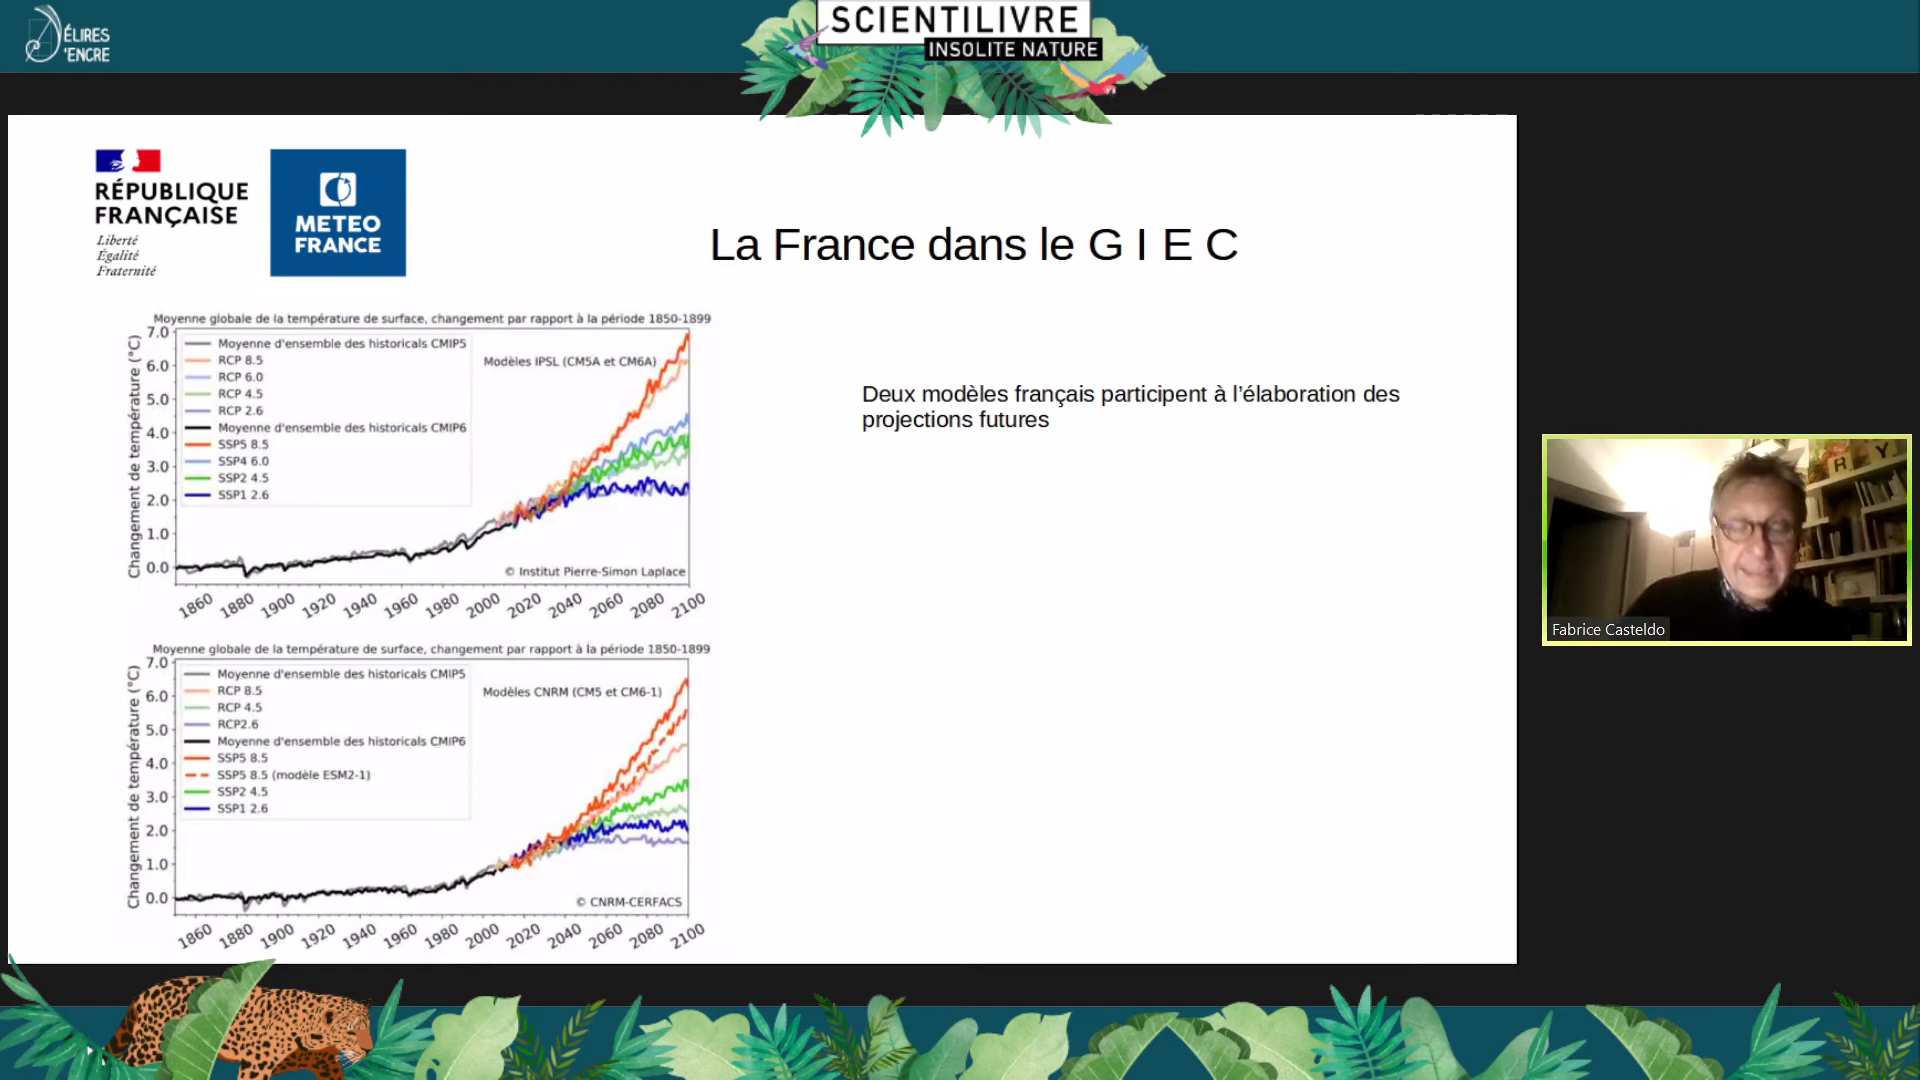 ÉLIRES
'ENCRE
SCIENTILIVRE
INSOLITE NATURE
RÉPUBLIQUE
FRANÇAISE
Liberté
Égalité
Fraternité
METEO
FRANCE
La France dans le G I E C
Moyenne globale de la température de surface, changement par rapport à la période 1850-1899
Changement de température (°C)
7.0
6.0
5.0
4.0
3.0
2.0
1.0
0.0
Moyenne d'ensemble des historicals CMIP5
RCP 8.5
RCP 6.0
RCP 4.5
RCP 2.6
Moyenne d'ensemble des historicals CMIP6
SSP5 8.5
SSP4 6.0
SSP2 4.5
SSP1 2.6
Modèles IPSL (CM5A et CM6A)
© Institut Pierre-Simon Laplace
1860 1880 1900 1920 1940 1960 1980 2000 2020 2040 2060 2080 2100
Deux modèles français participent à l’élaboration des
projections futures
Moyenne globale de la température de surface, changement par rapport à la période 1850-1899
Changement de température (°C)
7.0
6.0
5.0
4.0
3.0
2.0
1.0
0.0
Moyenne d'ensemble des historicals CMIP5
RCP 8.5
RCP 4.5
RCP2.6
Moyenne d'ensemble des historicals CMIP6
SSP5 8.5
SSP5 8.5 (modèle ESM2-1)
SSP2 4.5
SSP1 2.6
Modèles CNRM (CM5 et CM6-1)
© CNRM-CERFACS
1860 1880 1900 1920 1940 1960 1980 2000 2020 2040 2060 2080 2100
R Y
Fabrice Casteldo